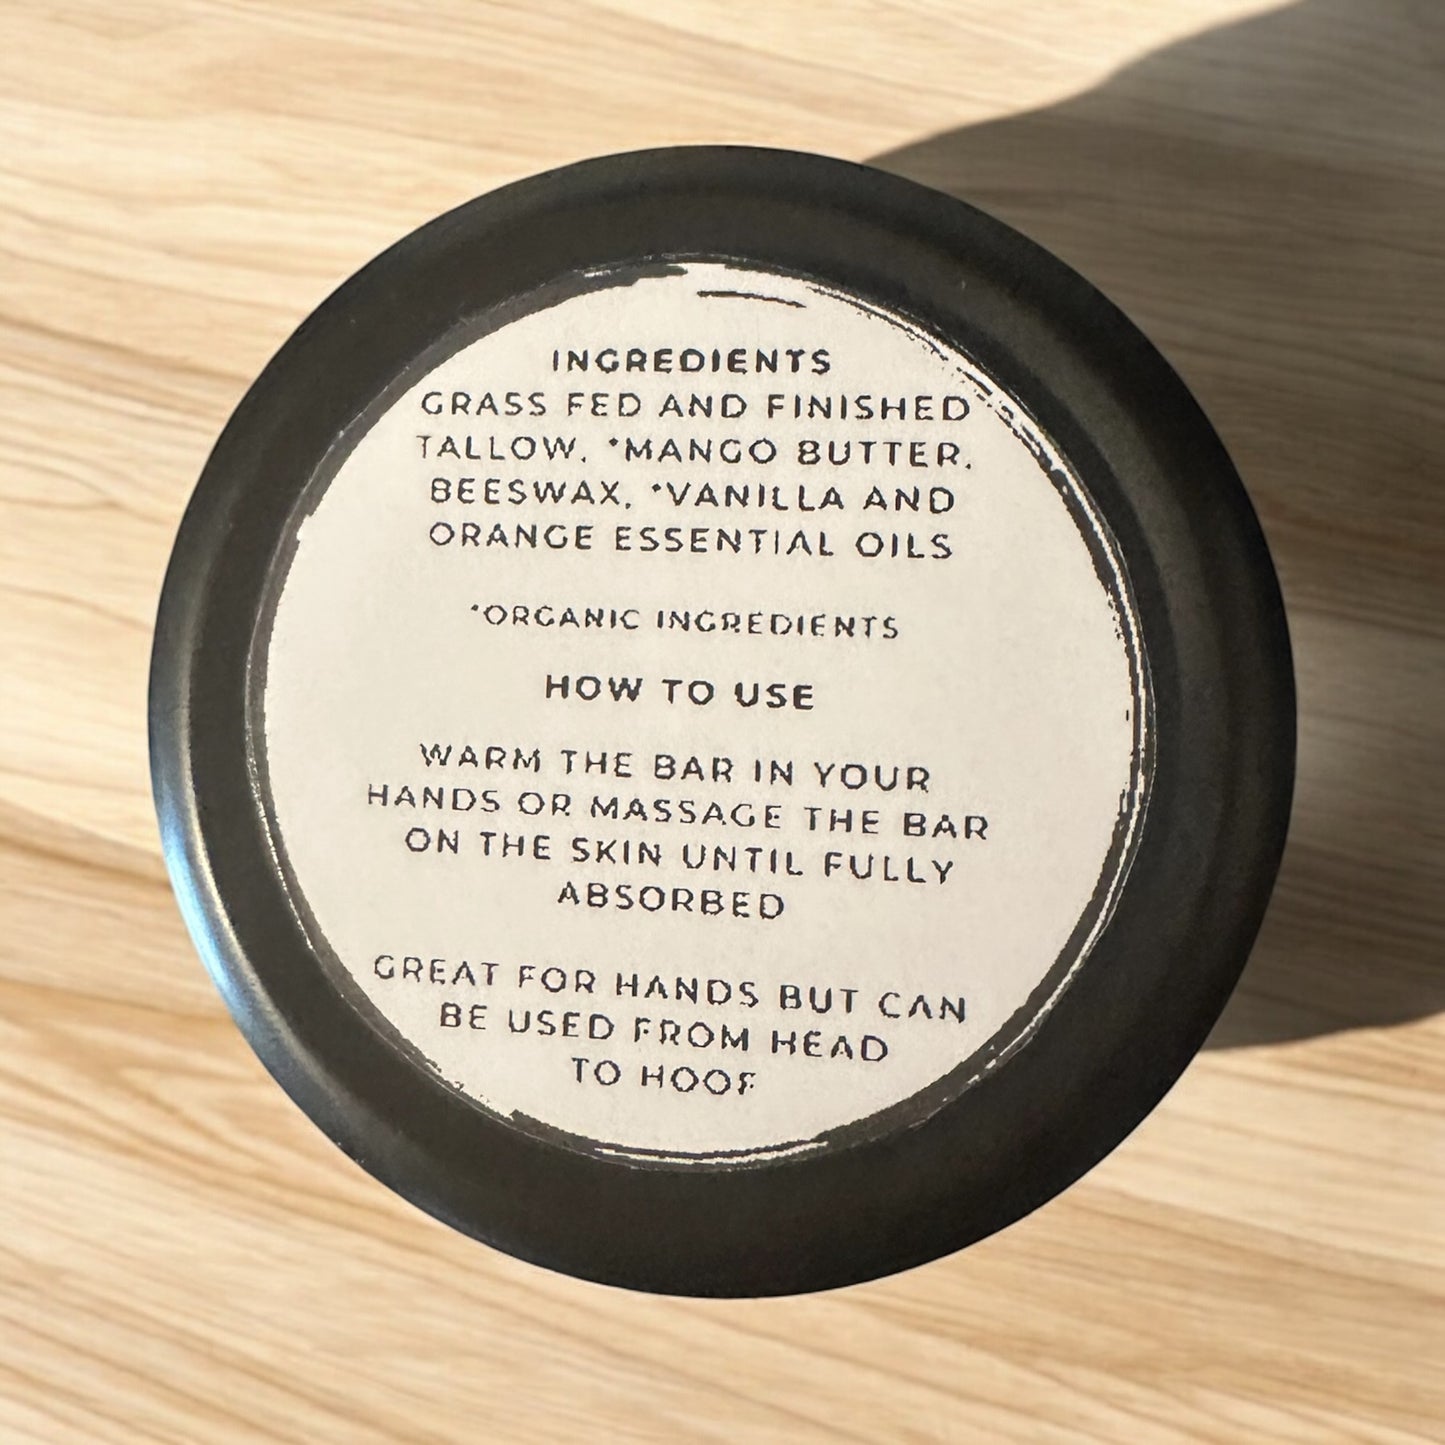 INGREDIENTS
GRASS FED AND FINISHED
TALLOW, *MANGO BUTTER,
BEESWAX, *VANILLA AND
ORANGE ESSENTIAL OILS
*ORGANIC INGREDIENTS
HOW TO USE
WARM THE BAR IN YOUR
HANDS OR MASSAGE THE BAR
ON THE SKIN UNTIL FULLY
ABSORBED
GREAT FOR HANDS BUT CAN
BE USED FROM HEAD
TO HOOF